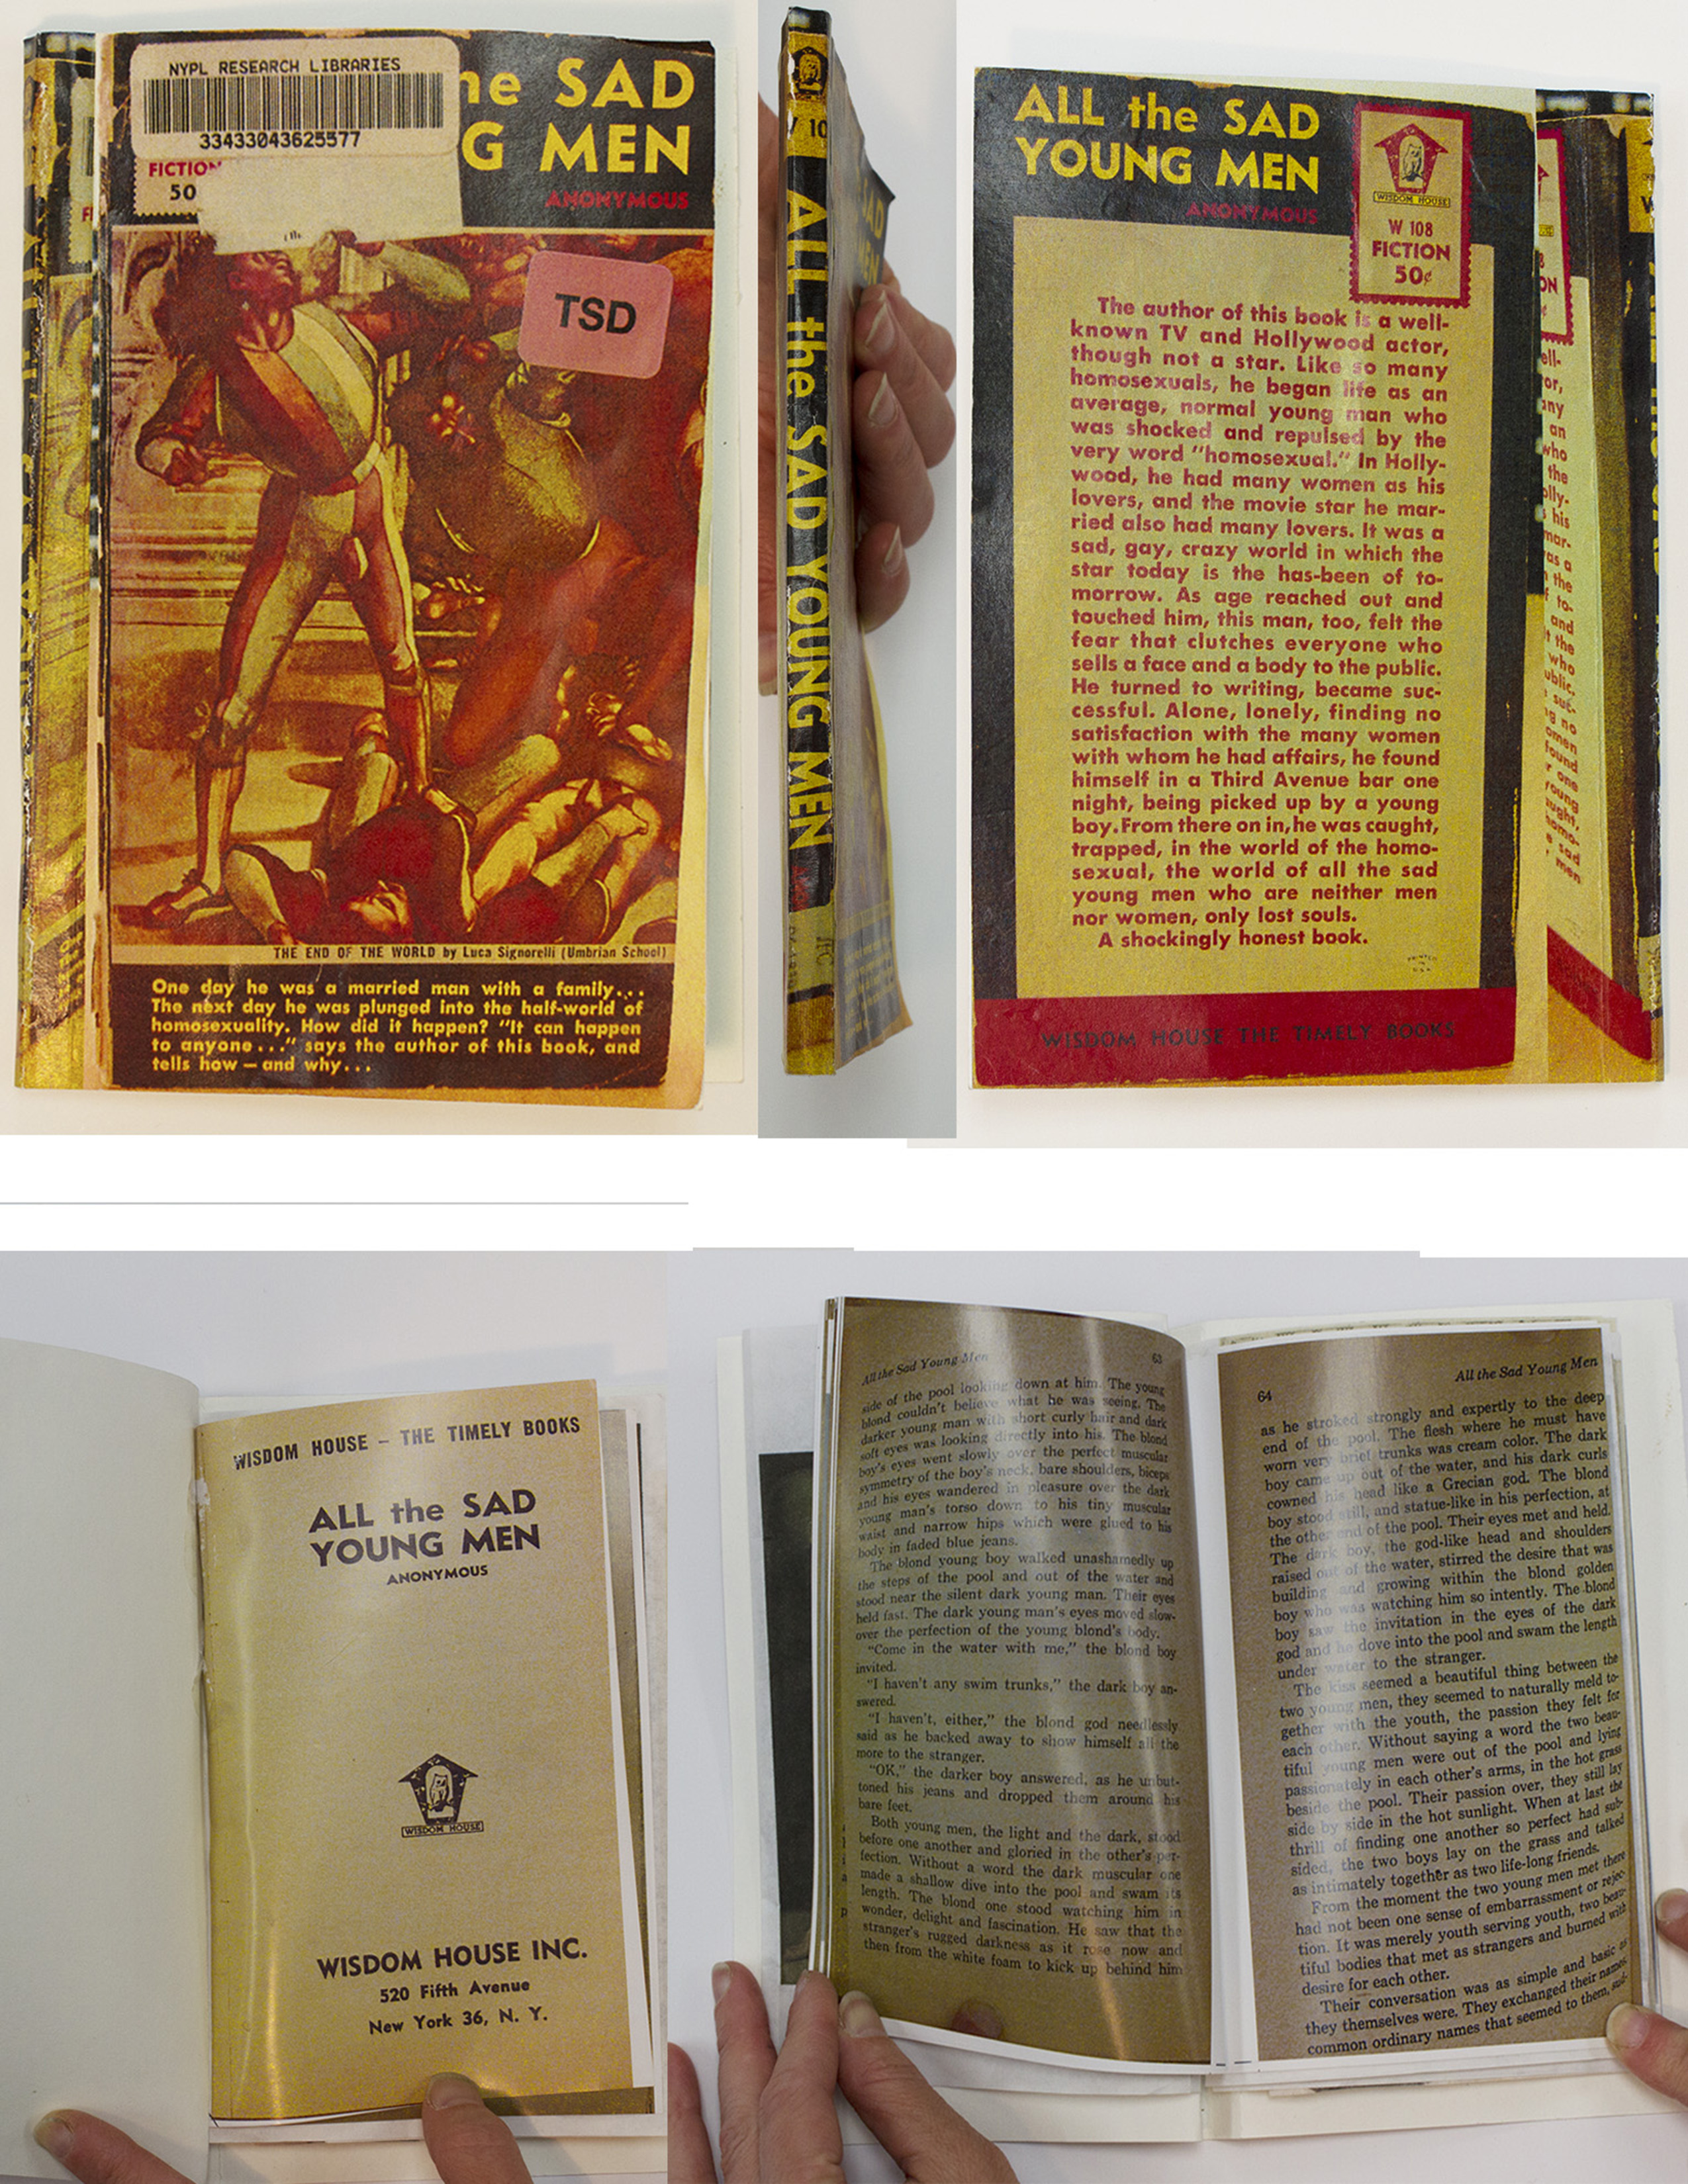 NYPL RESEARCH LIBRARIES
33433043625577
he SAD
G MEN
FICTION
50
ANONYMOUS
TSD
THE END OF THE WORLD by Luca Signorelli (Umbrian School)
One day he was a married man with a family...
The next day he was plunged into the half-world of
homosexuality. How did it happen? "It can happen
to anyone..." says the author of this book, and
tells how — and why...
W 10
ALL the SAD YOUNG MEN
SAD
MEN
ALL the SAD
YOUNG MEN
ANONYMOUS
WISDOM HOUSE
W 108
FICTION
50¢
The author of this book is a well-
known TV and Hollywood actor,
though not a star. Like so many
homosexuals, he began life as an
average, normal young man who
was shocked and repulsed by the
very word "homosexual." In Holly-
wood, he had many women as his
lovers, and the movie star he mar-
ried also had many lovers. It was a
sad, gay, crazy world in which the
star today is the has-been of to-
morrow. As age reached out and
touched him, this man, too, felt the
fear that clutches everyone who
sells a face and a body to the public.
He turned to writing, became suc-
cessful. Alone, lonely, finding no
satisfaction with the many women
with whom he had affairs, he found
himself in a Third Avenue bar one
night, being picked up by a young
boy. From there on in, he was caught,
trapped, in the world of the homo-
sexual, the world of all the sad
young men who are neither men
nor women, only lost souls.
A shockingly honest book.
PRINTED
IN
U.S.A.
WISDOM HOUSE THE TIMELY BOOKS
WISDOM HOUSE – THE TIMELY BOOKS
ALL the SAD
YOUNG MEN
ANONYMOUS
WISDOM HOUSE
WISDOM HOUSE INC.
520 Fifth Avenue
New York 36, N. Y.
All the Sad Young Men 63
side of the pool looking down at him. The young
blond couldn't believe what he was seeing. The
darker young man with short curly hair and dark
soft eyes was looking directly into his. The blond
boy's eyes went slowly over the perfect muscular
symmetry of the boy's neck, bare shoulders, biceps
and his eyes wandered in pleasure over the dark
young man's torso down to his tiny muscular
waist and narrow hips which were glued to his
body in faded blue jeans.
The blond young boy walked unashamedly up
the steps of the pool and out of the water and
stood near the silent dark young man. Their eyes
held fast. The dark young man's eyes moved slow-
over the perfection of the young blond's body.
"Come in the water with me," the blond boy
invited.
"I haven't any swim trunks," the dark boy an-
swered.
"I haven't, either," the blond god needlessly
said as he backed away to show himself all the
more to the stranger.
"OK," the darker boy answered, as he unbut-
toned his jeans and dropped them around his
bare feet.
Both young men, the light and the dark, stood
before one another and gloried in the other's per-
fection. Without a word the dark muscular one
made a shallow dive into the pool and swam its
length. The blond one stood watching him in
wonder, delight and fascination. He saw that the
stranger's rugged darkness as it rose now and
then from the white foam to kick up behind him
64 All the Sad Young Men
as he stroked strongly and expertly to the deep
end of the pool. The flesh where he must have
worn very brief trunks was cream color. The dark
boy came up out of the water, and his dark curls
cowned his head like a Grecian god. The blond
boy stood still, and statue-like in his perfection, at
the other end of the pool. Their eyes met and held.
The dark boy, the god-like head and shoulders
raised out of the water, stirred the desire that was
building and growing within the blond golden
boy who was watching him so intently. The blond
boy saw the invitation in the eyes of the dark
god and he dove into the pool and swam the length
under water to the stranger.
The kiss seemed a beautiful thing between the
two young men, they seemed to naturally meld to-
gether with the youth, the passion they felt for
each other. Without saying a word the two beau-
tiful young men were out of the pool and lying
passionately in each other's arms, in the hot grass
beside the pool. Their passion over, they still lay
side by side in the hot sunlight. When at last the
thrill of finding one another so perfect had sub-
sided, the two boys lay on the grass and talked
as intimately together as two life-long friends.
From the moment the two young men met there
had not been one sense of embarrassment or rejec-
tion. It was merely youth serving youth, two beau-
tiful bodies that met as strangers and burned with
desire for each other.
Their conversation was as simple and basic as
they themselves were. They exchanged their names,
common ordinary names that seemed to them, sud-